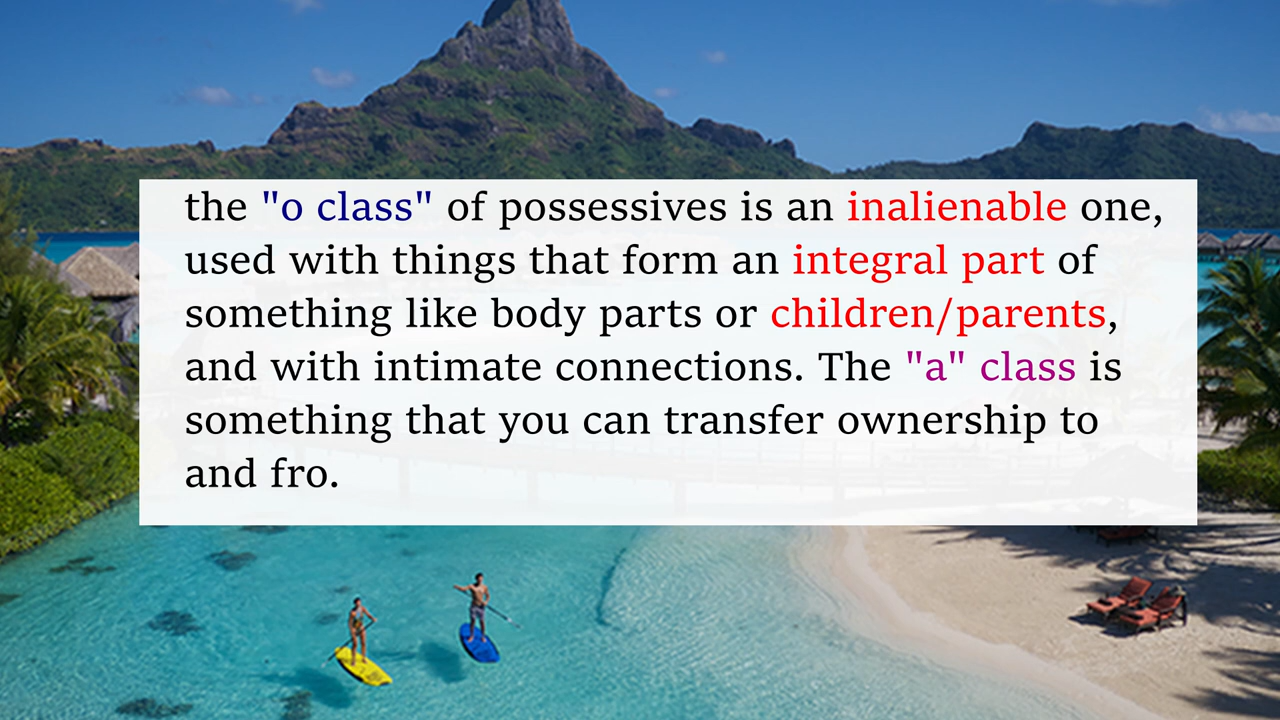 the "o class" of possessives is an inalienable one,
used with things that form an integral part of
something like body parts or children/parents,
and with intimate connections. The "a" class is
something that you can transfer ownership to
and fro.